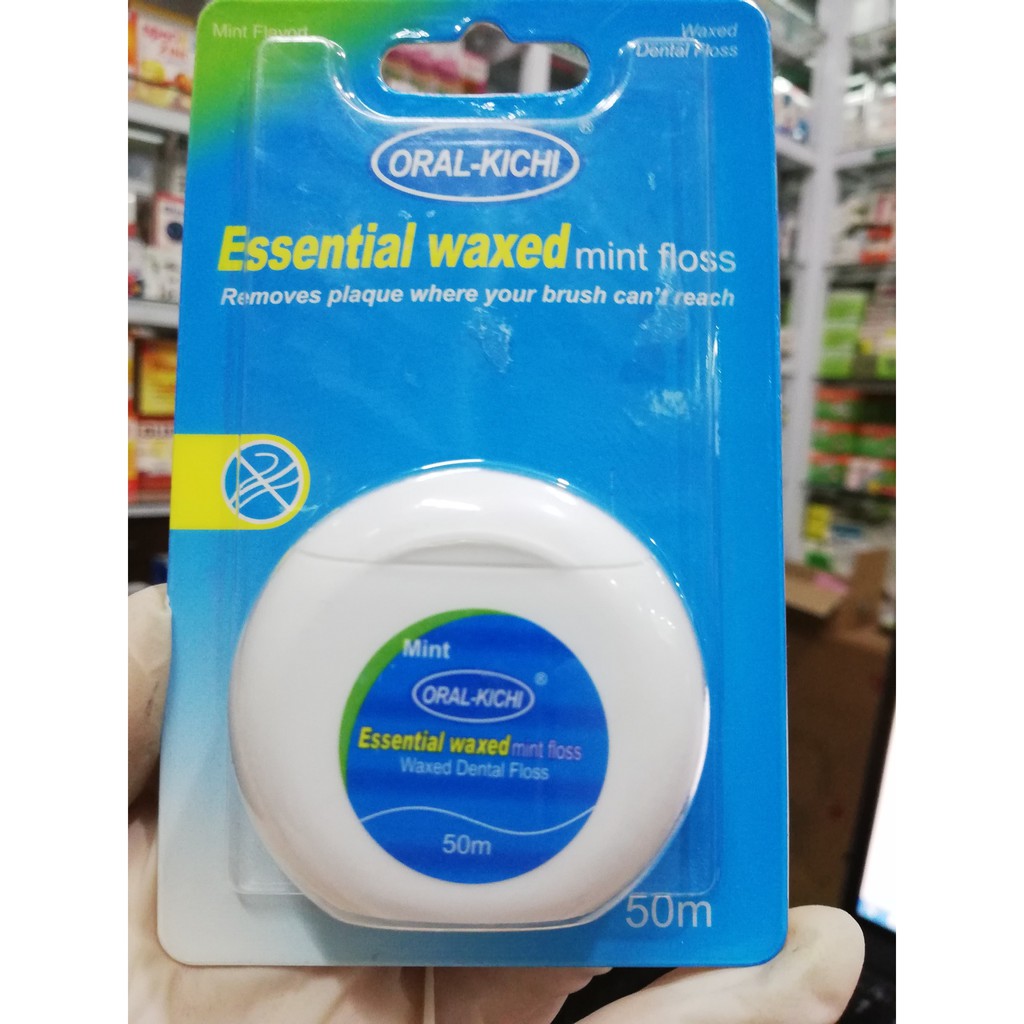 Mint Flavod
Waxed
Dental Floss
ORAL-KICHI
®
Essential waxed mint floss
Removes plaque where your brush can't reach
Mint
ORAL-KICHI
®
Essential waxed mint floss
Waxed Dental Floss
50m
50m